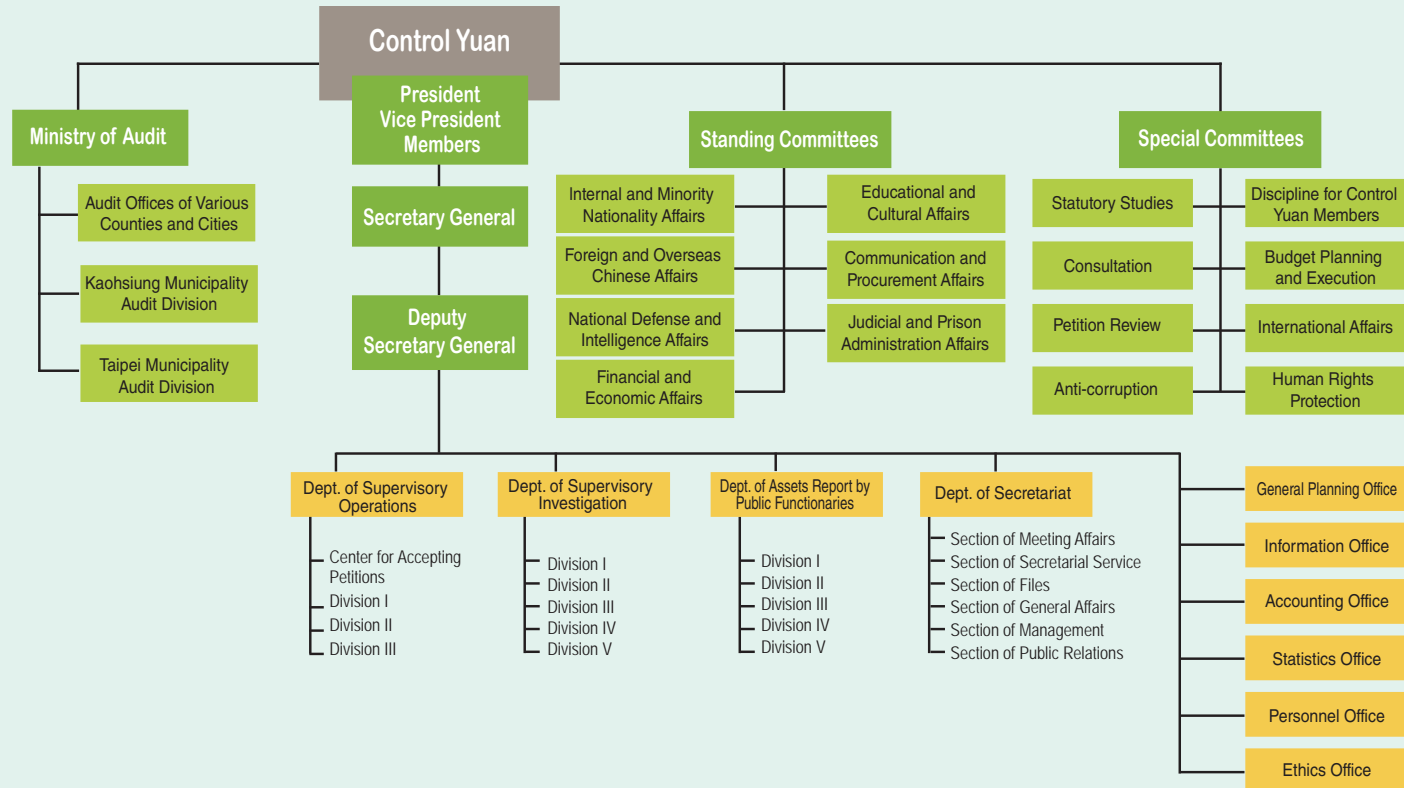 Control Yuan
President
Vice President
Members
Secretary General
Deputy
Secretary General
Ministry of Audit
Audit Offices of Various
Counties and Cities
Kaohsiung Municipality
Audit Division
Taipei Municipality
Audit Division
Standing Committees
Internal and Minority
Nationality Affairs
Educational and
Cultural Affairs
Foreign and Overseas
Chinese Affairs
Communication and
Procurement Affairs
National Defense and
Intelligence Affairs
Judicial and Prison
Administration Affairs
Financial and
Economic Affairs
Special Committees
Statutory Studies
Discipline for Control
Yuan Members
Consultation
Budget Planning
and Execution
Petition Review
International Affairs
Anti-corruption
Human Rights
Protection
Dept. of Supervisory
Operations
Center for Accepting
Petitions
Division I
Division II
Division III
Dept. of Supervisory
Investigation
Division I
Division II
Division III
Division IV
Division V
Dept. of Assets Report by
Public Functionaries
Division I
Division II
Division III
Division IV
Division V
Dept. of Secretariat
Section of Meeting Affairs
Section of Secretarial Service
Section of Files
Section of General Affairs
Section of Management
Section of Public Relations
General Planning Office
Information Office
Accounting Office
Statistics Office
Personnel Office
Ethics Office